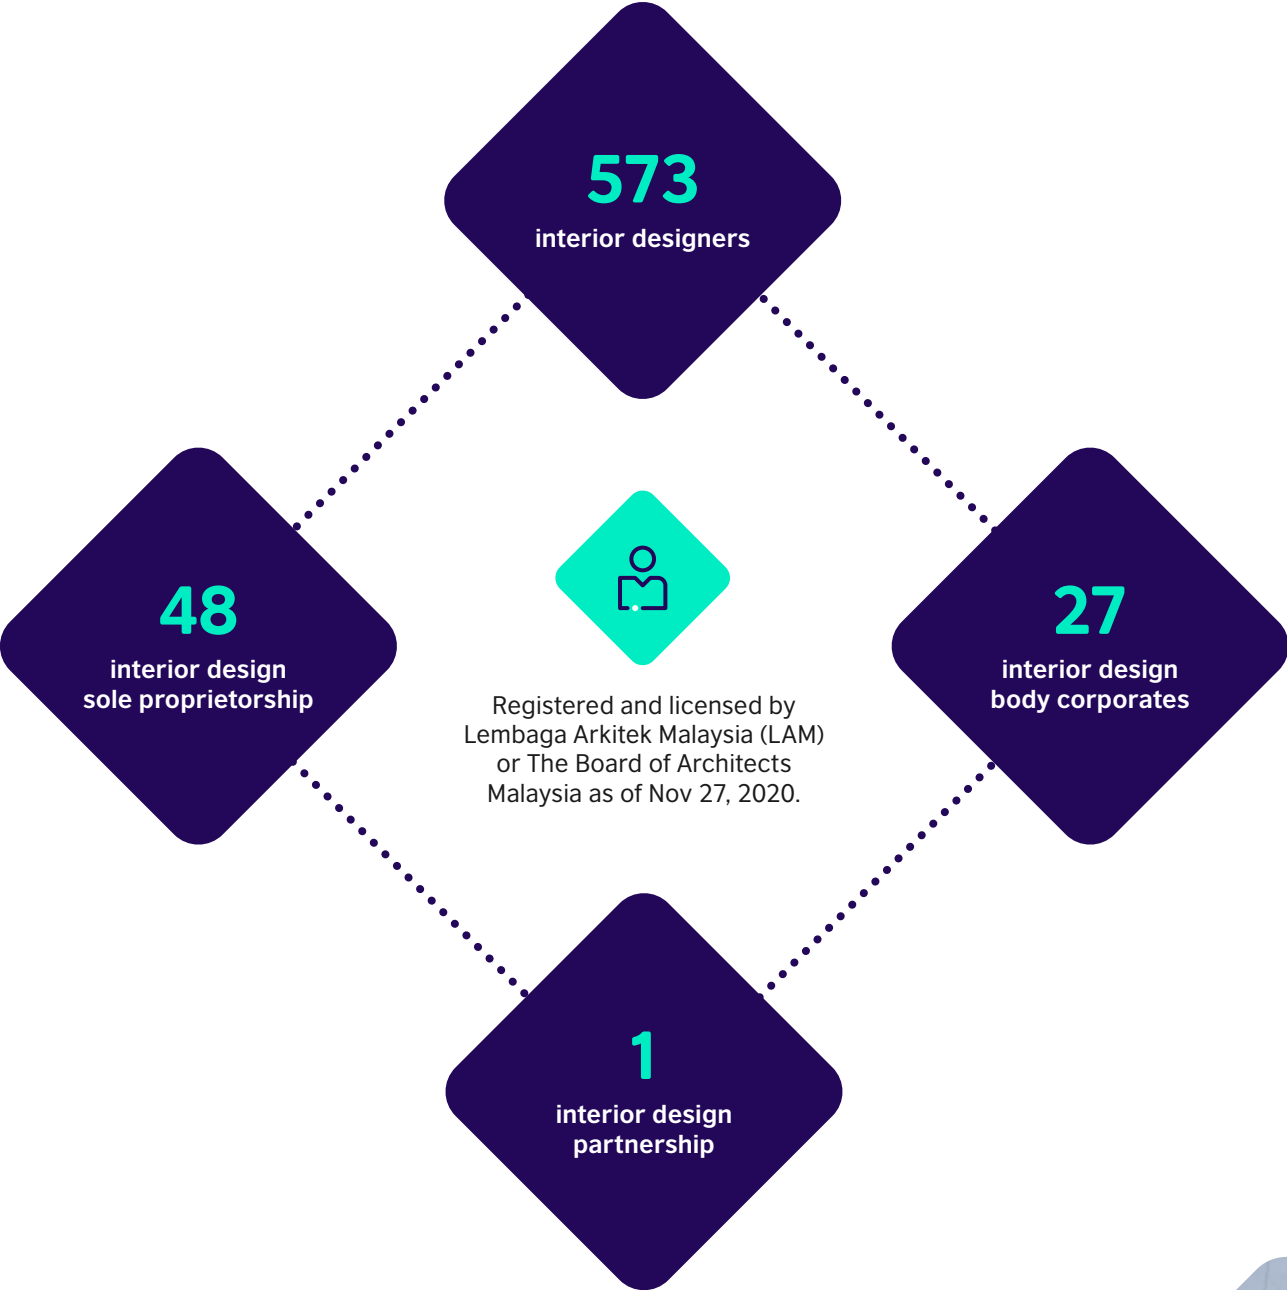 573
interior designers
48
interior design
sole proprietorship
27
interior design
body corporates
Registered and licensed by
Lembaga Arkitek Malaysia (LAM)
or The Board of Architects
Malaysia as of Nov 27, 2020.
1
interior design
partnership